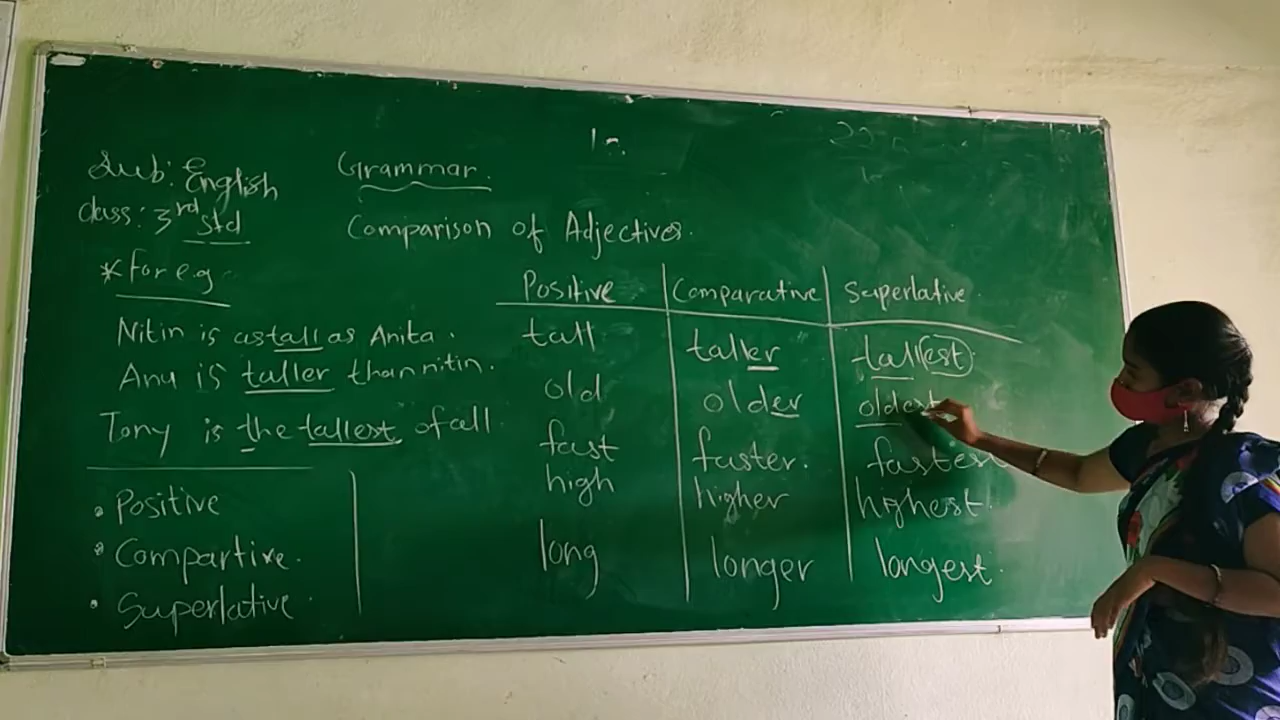 Sub: English
Class: 3rd Std
Grammar.
Comparison of Adjectives.
* for e.g
Nitin is as tall as Anita.
Anu is taller than nitin.
Tony is the tallest of all
• Positive
• Compartive.
• Superlative
Positive Comparative Superlative
tall taller tallest
old older oldest
fast faster. fastest
high higher highest.
long longer longest.